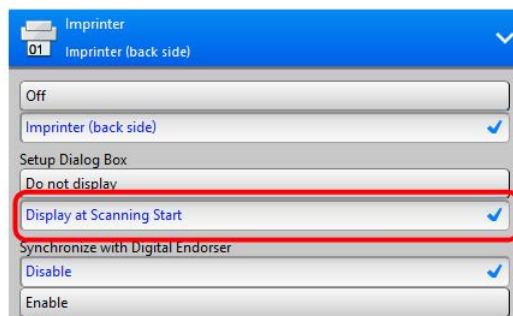 Imprinter
01 Imprinter (back side)
Off
Imprinter (back side)
Setup Dialog Box
Do not display
Display at Scanning Start
Synchronize with Digital Endorser
Disable
Enable